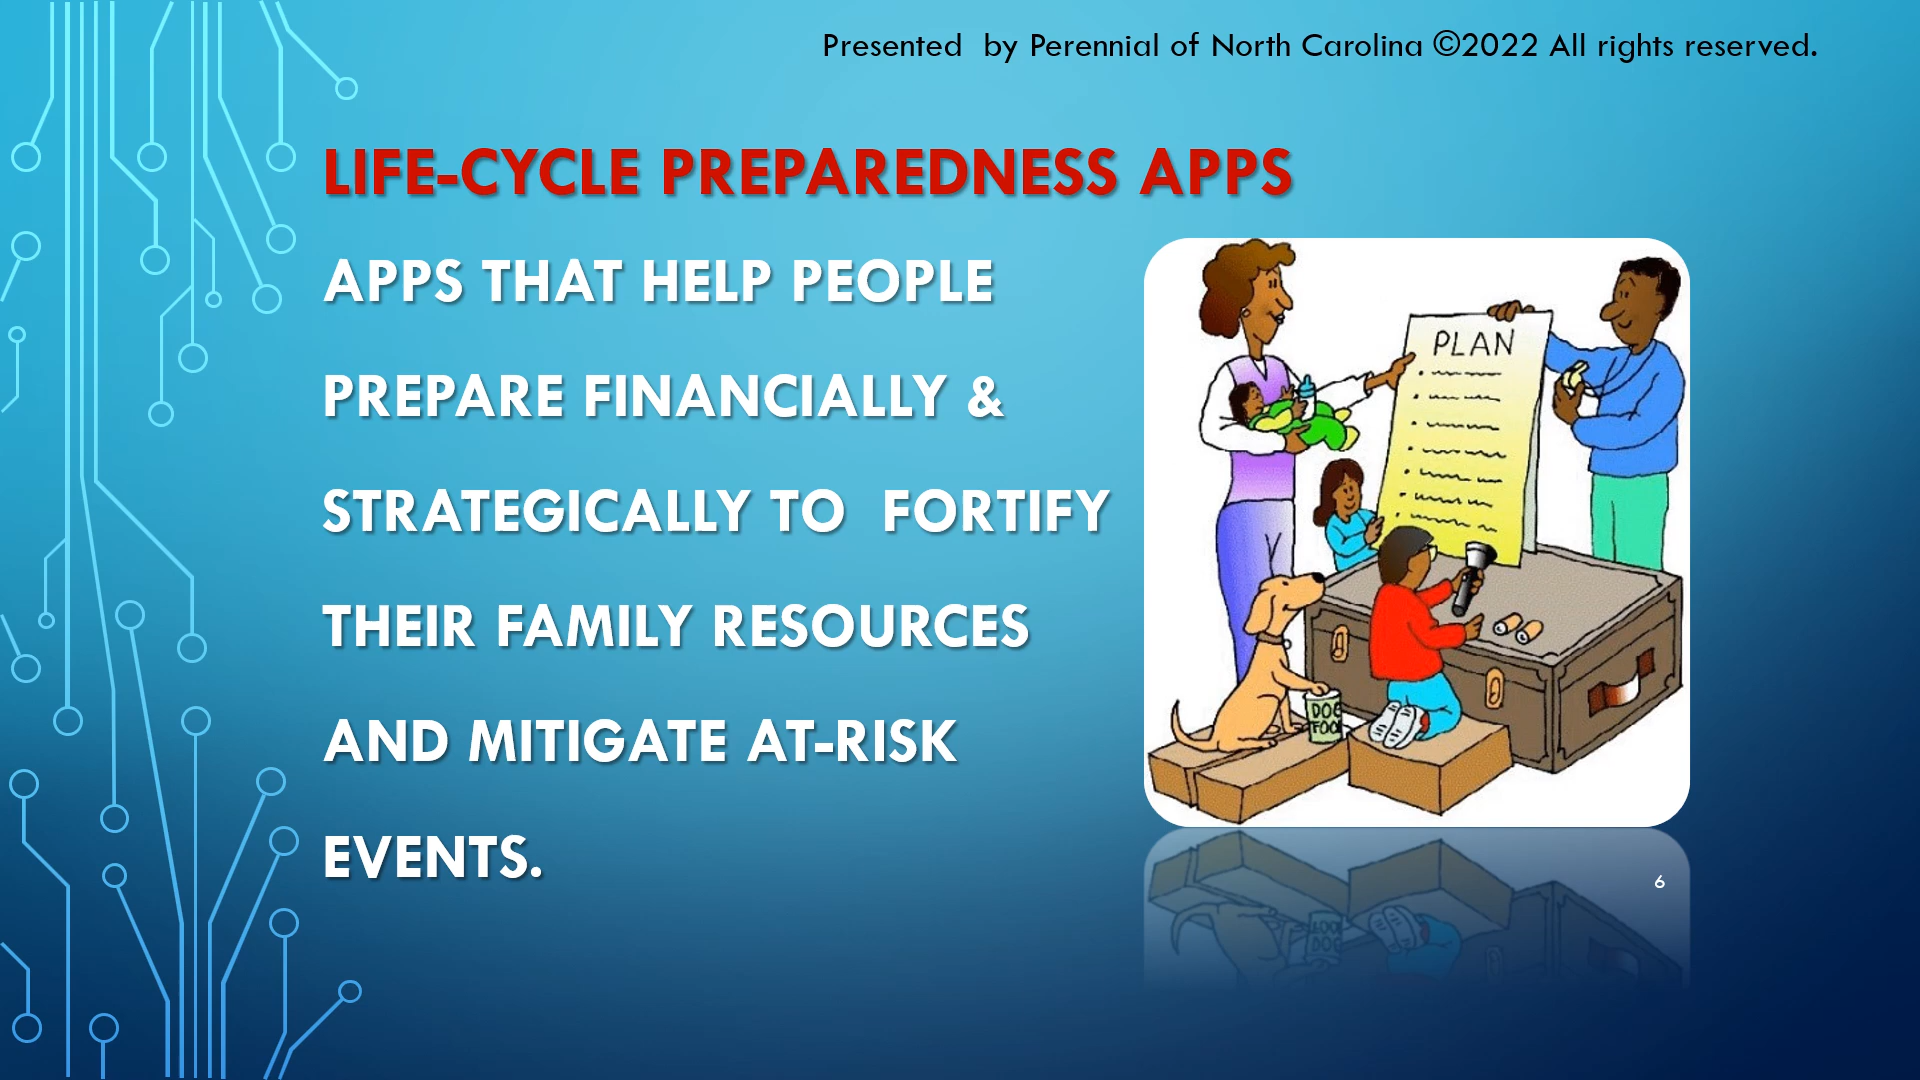 Presented  by Perennial of North Carolina ©2022 All rights reserved.
LIFE-CYCLE PREPAREDNESS APPS
APPS THAT HELP PEOPLE
PREPARE FINANCIALLY &
STRATEGICALLY TO  FORTIFY
THEIR FAMILY RESOURCES
AND MITIGATE AT-RISK
EVENTS.
PLAN
DOG
FOO
6